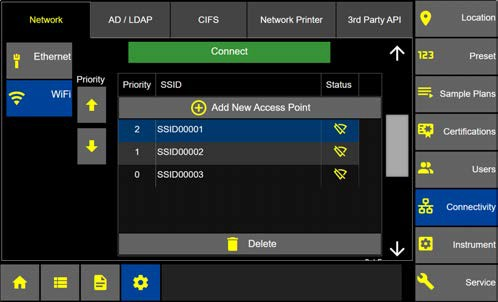 Network
AD / LDAP
CIFS
Network Printer
3rd Party API
Location
Ethernet
WiFi
Connect
Priority
Priority SSID Status
Add New Access Point
2 SSID00001
1 SSID00002
0 SSID00003
Delete
123 Preset
Sample Plans
Certifications
Users
Connectivity
Instrument
Service